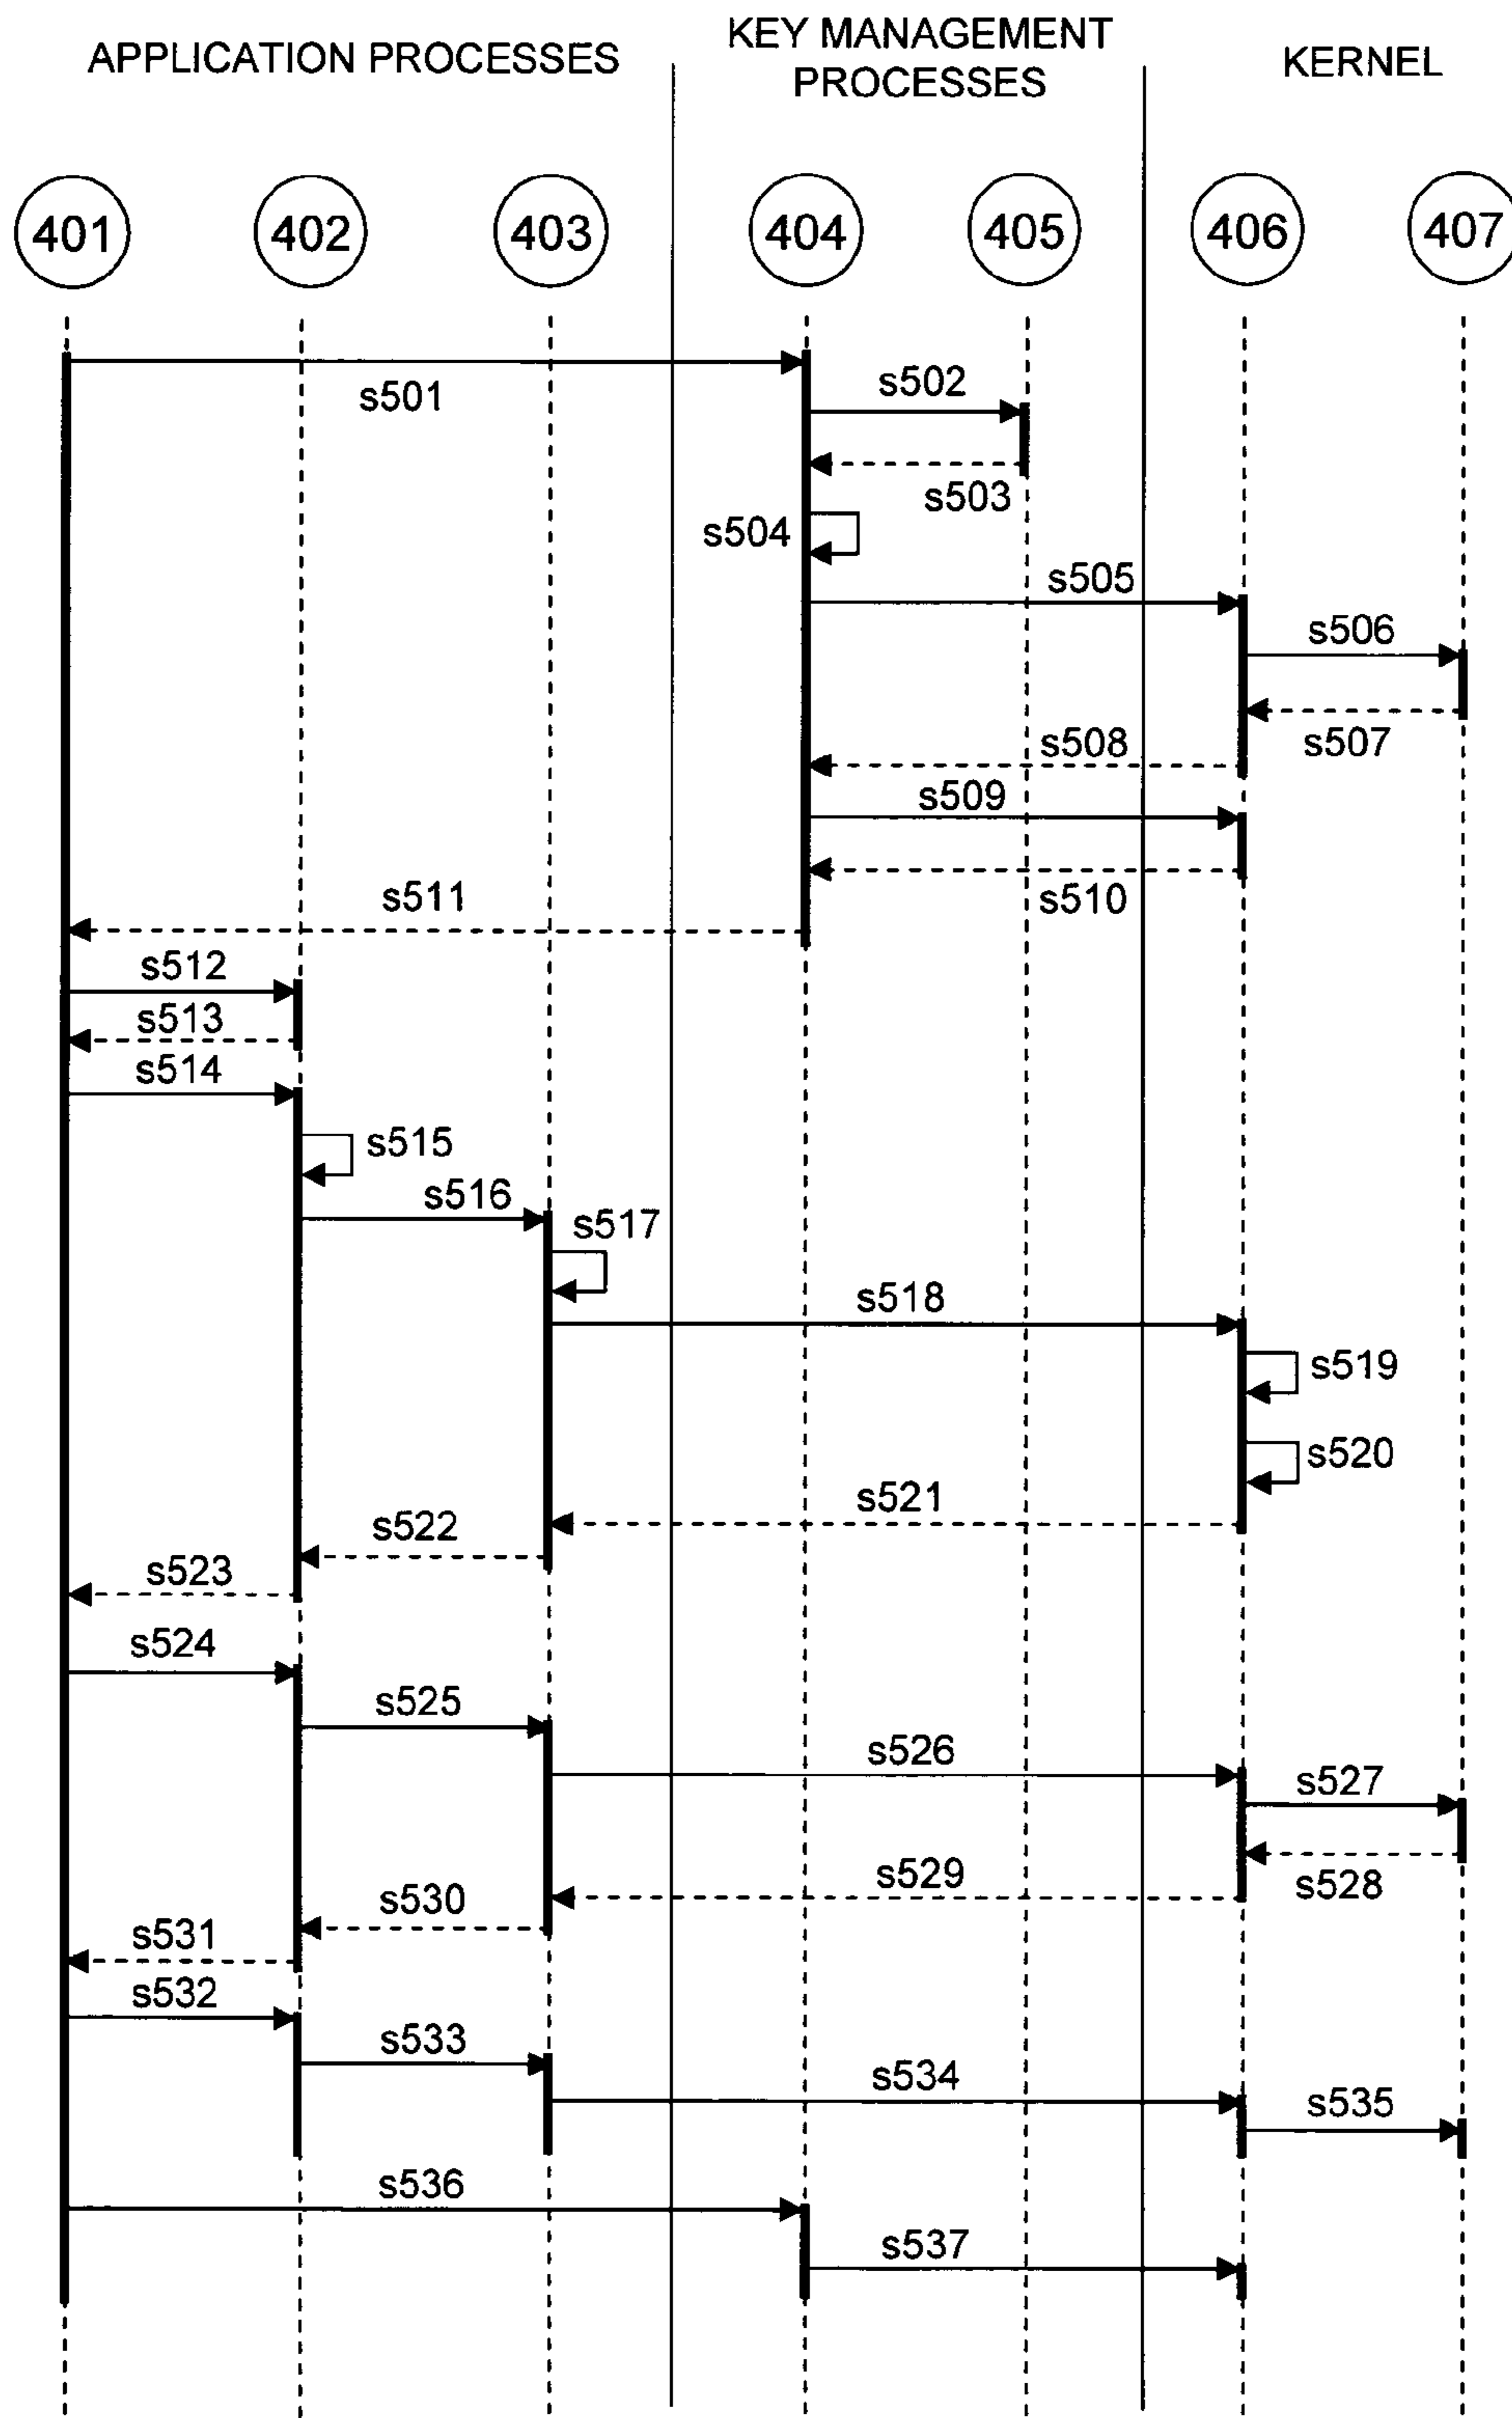 APPLICATION PROCESSES
KEY MANAGEMENT
PROCESSES
KERNEL
401
402
403
404
405
406
407
s501
s502
s503
s504
s505
s506
s507
s508
s509
s510
s511
s512
s513
s514
s515
s516
s517
s518
s519
s520
s521
s522
s523
s524
s525
s526
s527
s528
s529
s530
s531
s532
s533
s534
s535
s536
s537